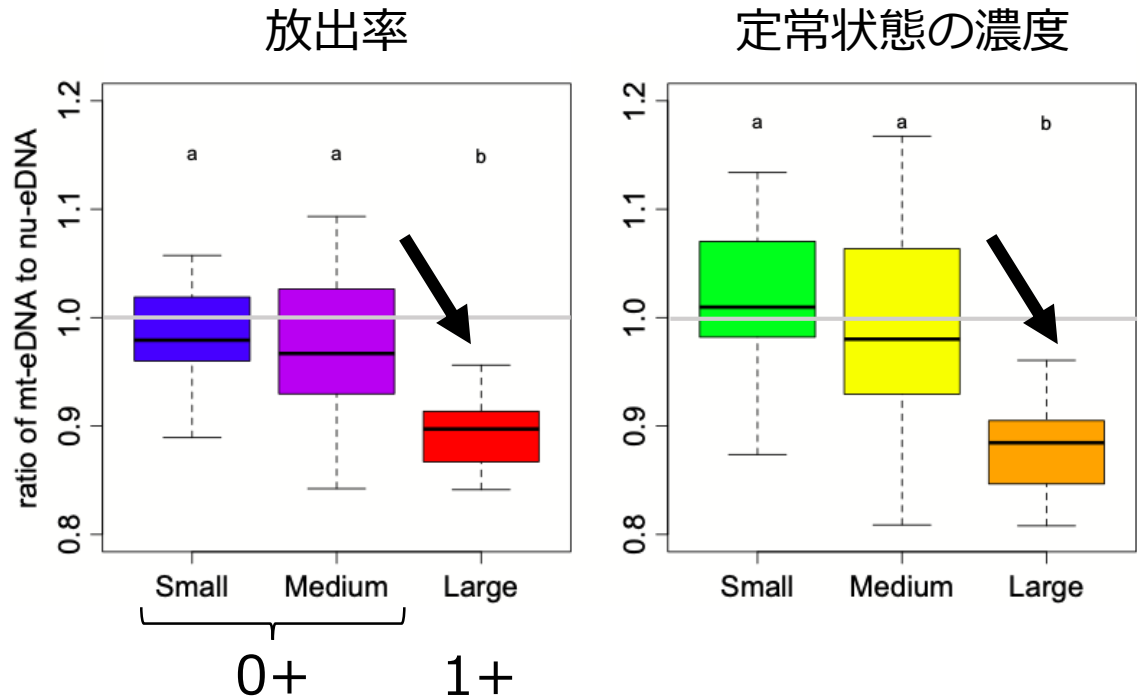 放出率
定常状態の濃度
ratio of mt-eDNA to nu-eDNA
1.2
1.1
1.0
0.9
0.8
a
a
b
Small
Medium
Large
0+
1+
1.2
1.1
1.0
0.9
0.8
a
a
b
Small
Medium
Large